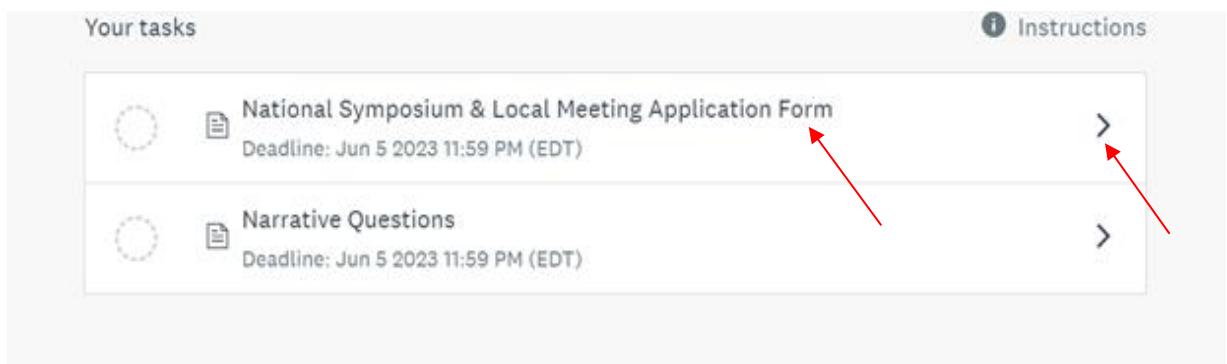 Your tasks
Instructions
National Symposium & Local Meeting Application Form
Deadline: Jun 5 2023 11:59 PM (EDT)
Narrative Questions
Deadline: Jun 5 2023 11:59 PM (EDT)